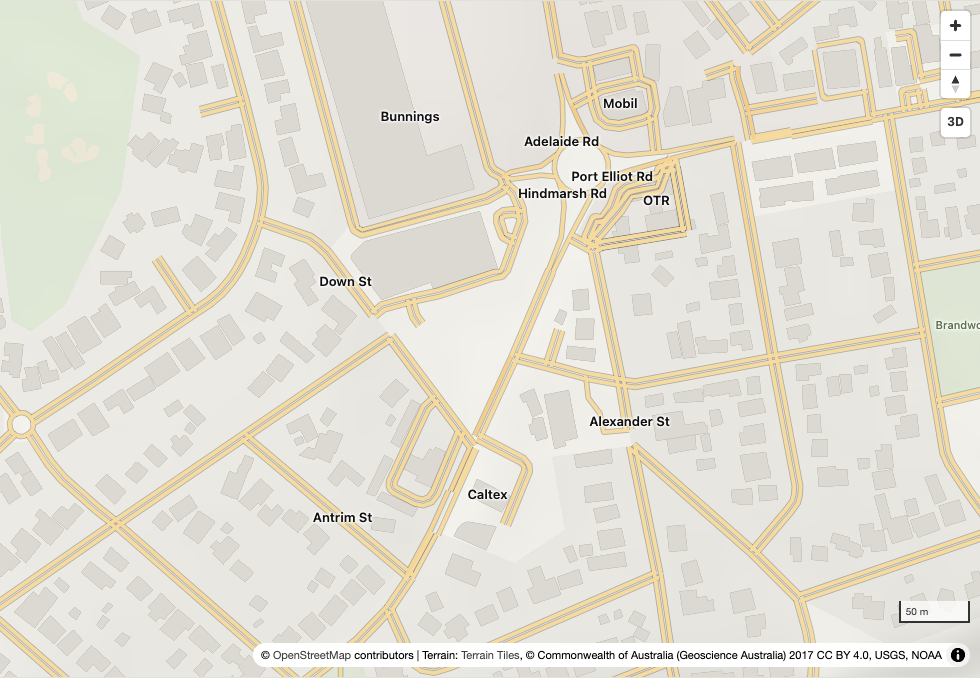 +
−
3D
Bunnings
Mobil
Adelaide Rd
Port Elliot Rd
Hindmarsh Rd
OTR
Down St
Brandwo
Alexander St
Caltex
Antrim St
50 m
© OpenStreetMap contributors | Terrain: Terrain Tiles, © Commonwealth of Australia (Geoscience Australia) 2017 CC BY 4.0, USGS, NOAA